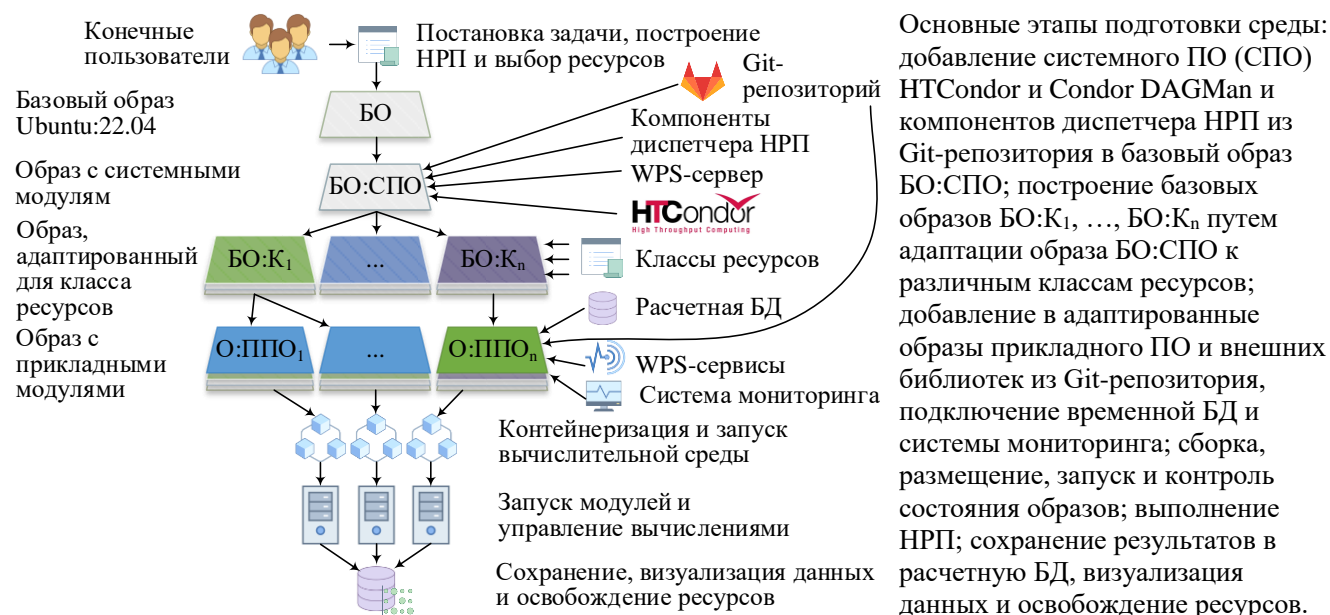 Конечные
пользователи
Постановка задачи, построение
НРП и выбор ресурсов
Git-
репозиторий
Базовый образ
Ubuntu:22.04
БО
Компоненты
диспетчера НРП
Образ с системными
модулям
БО:СПО
WPS-сервер
HTCondor
High Throughput Computing
Образ,
адаптированный
для класса
ресурсов
БО:К1
...
БО:Кn
Классы ресурсов
Расчетная БД
Образ с
прикладными
модулями
О:ППО1
...
О:ППОn
WPS-сервисы
Система мониторинга
Контейнеризация и запуск
вычислительной среды
Запуск модулей и
управление вычислениями
Сохранение, визуализация данных
и освобождение ресурсов
Основные этапы подготовки среды:
добавление системного ПО (СПО)
HTCondor и Condor DAGMan и
компонентов диспетчера НРП из
Git-репозитория в базовый образ
БО:СПО; построение базовых
образов БО:К1, …, БО:Кn путем
адаптации образа БО:СПО к
различным классам ресурсов;
добавление в адаптированные
образы прикладного ПО и внешних
библиотек из Git-репозитория,
подключение временной БД и
системы мониторинга; сборка,
размещение, запуск и контроль
состояния образов; выполнение
НРП; сохранение результатов в
расчетную БД, визуализация
данных и освобождение ресурсов.